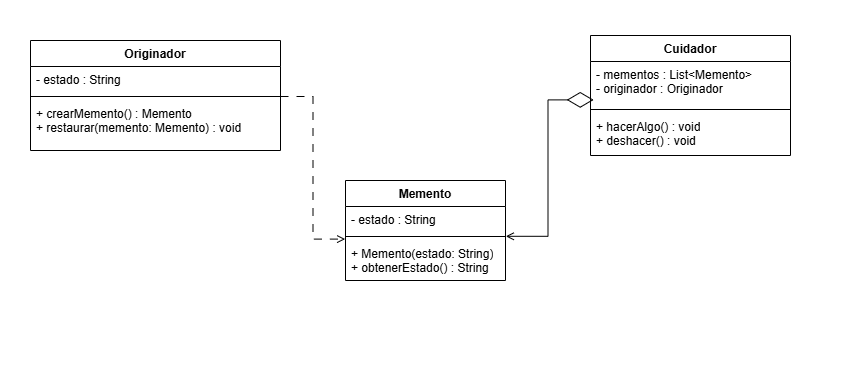 Originador
- estado : String
+ crearMemento() : Memento
+ restaurar(memento: Memento) : void
Cuidador
- mementos : List<Memento>
- originador : Originador
+ hacerAlgo() : void
+ deshacer() : void
Memento
- estado : String
+ Memento(estado: String)
+ obtenerEstado() : String